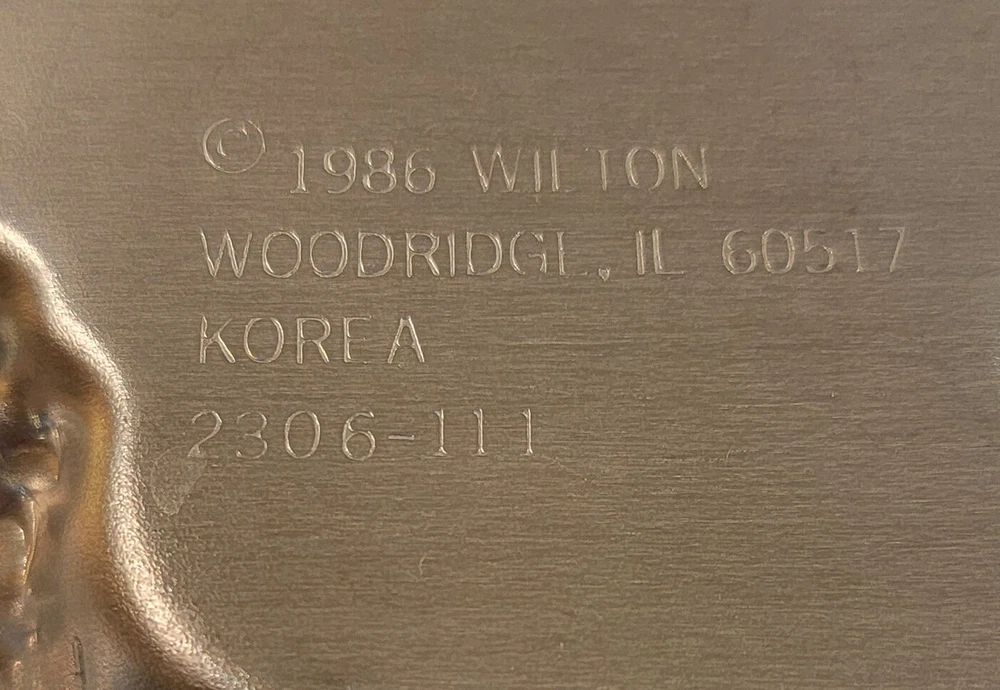 © 1986 WILTON
WOODRIDGE, IL 60517
KOREA
2306-111